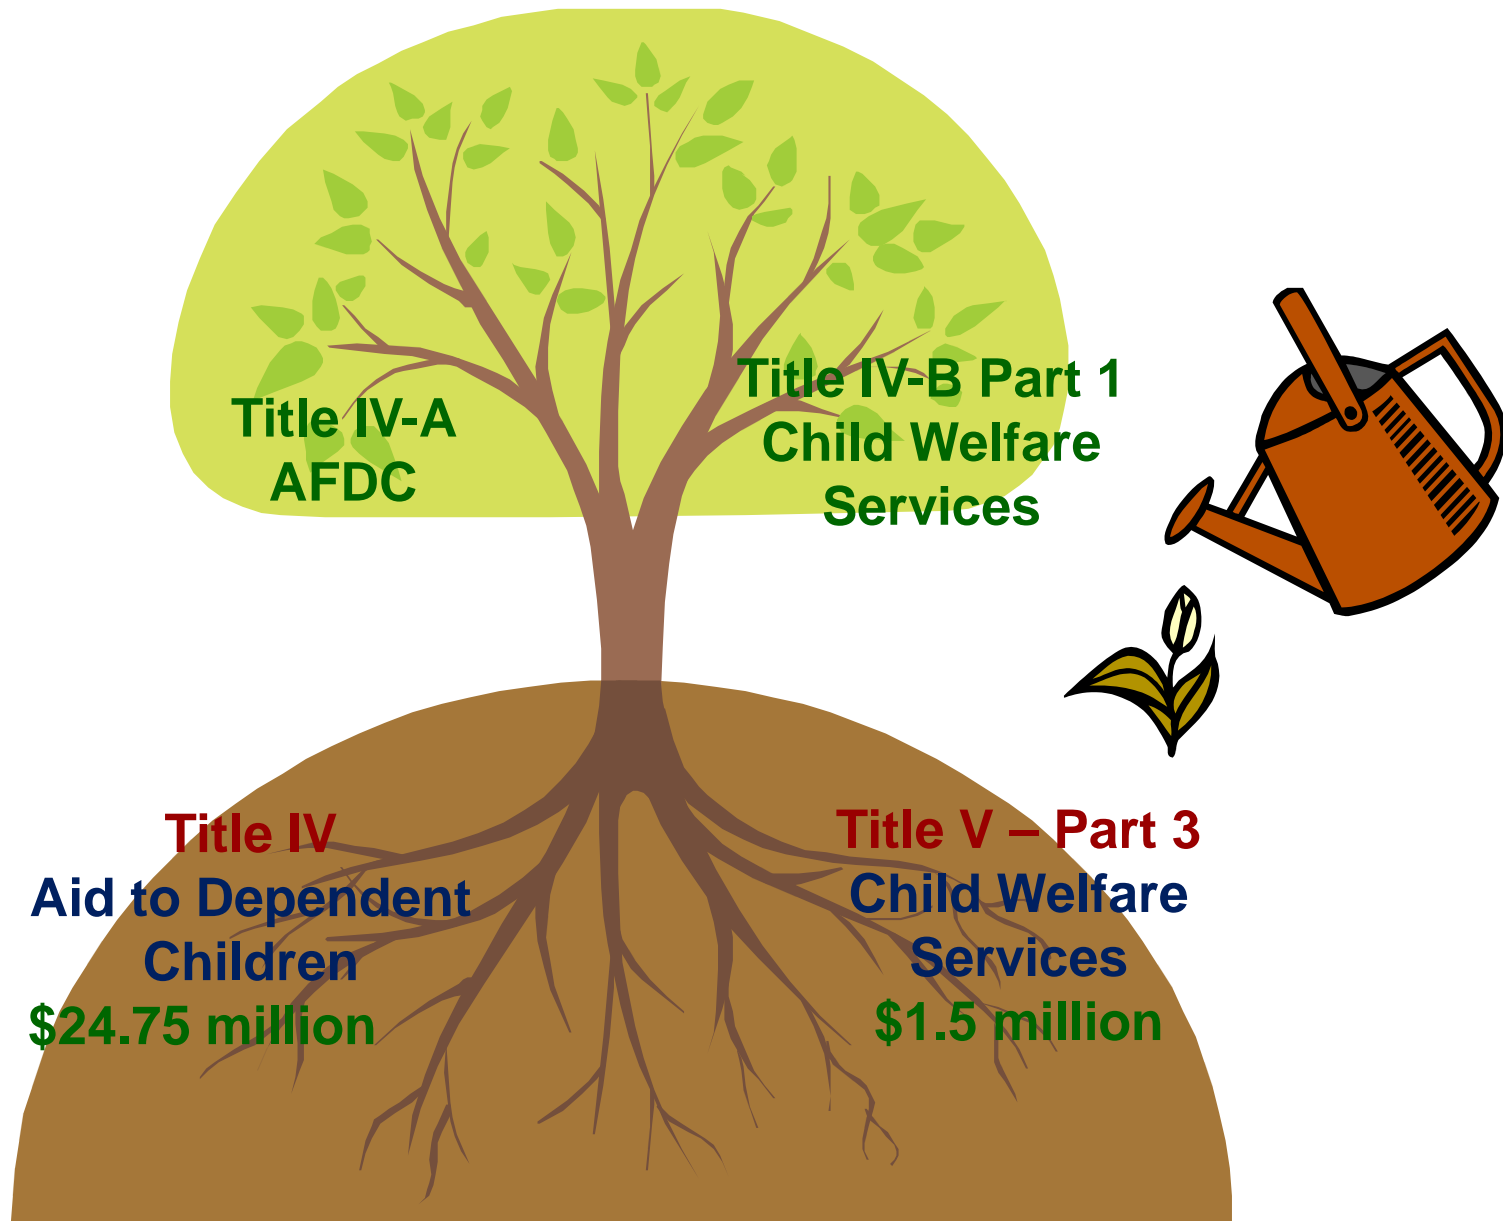 Title IV-A
AFDC
Title IV-B Part 1
Child Welfare
Services
Title IV
Aid to Dependent
Children
$24.75 million
Title V – Part 3
Child Welfare
Services
$1.5 million